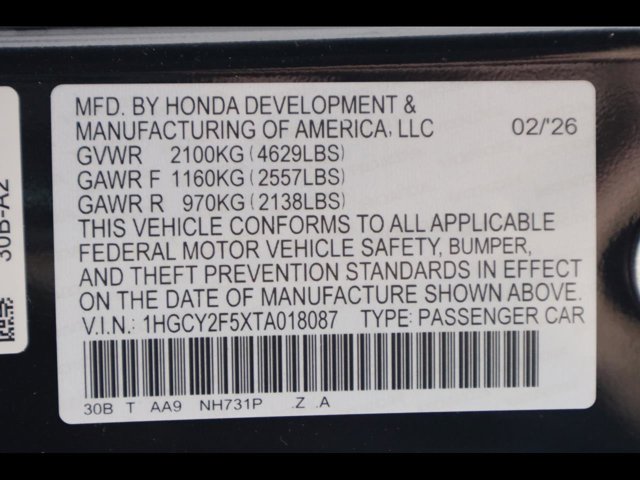 MFD. BY HONDA DEVELOPMENT &
MANUFACTURING OF AMERICA, LLC 02/'26
GVWR 2100KG (4629LBS)
GAWR F 1160KG (2557LBS)
GAWR R 970KG (2138LBS)
THIS VEHICLE CONFORMS TO ALL APPLICABLE
FEDERAL MOTOR VEHICLE SAFETY, BUMPER,
AND THEFT PREVENTION STANDARDS IN EFFECT
ON THE DATE OF MANUFACTURE SHOWN ABOVE.
V.I.N.: 1HGCY2F5XTA018087 TYPE: PASSENGER CAR
30B T AA9 NH731P .Z .A
30B-A2